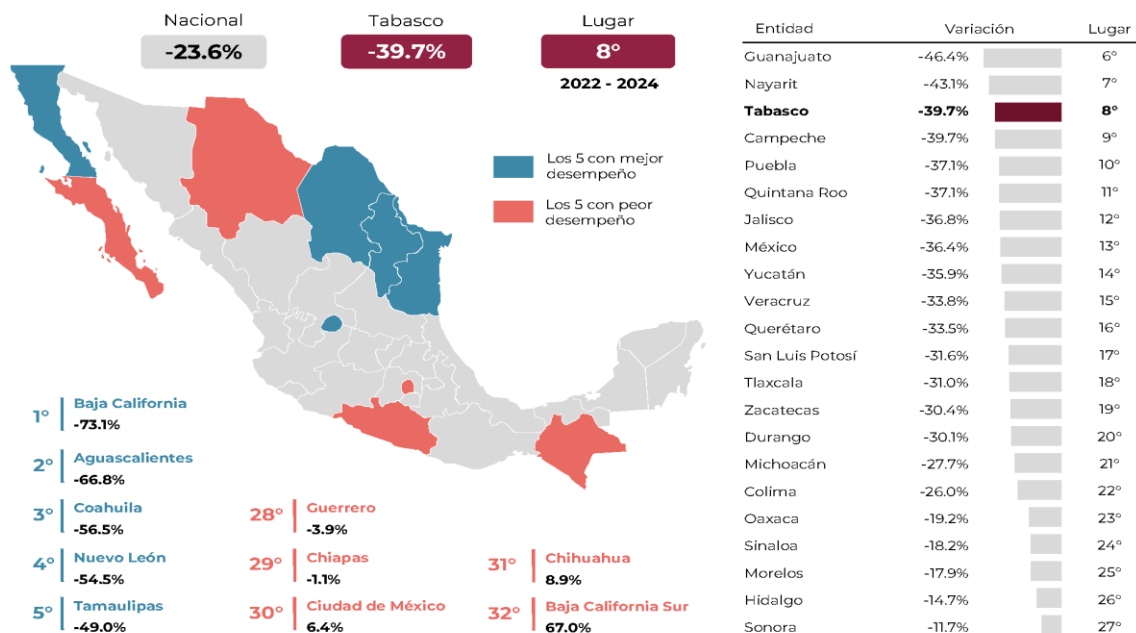 Nacional
-23.6%
Tabasco
-39.7%
Lugar
8°
2022 - 2024
Los 5 con mejor
desempeño
Los 5 con peor
desempeño
1° Baja California
-73.1%
2° Aguascalientes
-66.8%
3° Coahuila
-56.5%
4° Nuevo León
-54.5%
5° Tamaulipas
-49.0%
28° Guerrero
-3.9%
29° Chiapas
-1.1%
30° Ciudad de México
6.4%
31° Chihuahua
8.9%
32° Baja California Sur
67.0%
Entidad Variación Lugar
Guanajuato -46.4% 6°
Nayarit -43.1% 7°
Tabasco -39.7% 8°
Campeche -39.7% 9°
Puebla -37.1% 10°
Quintana Roo -37.1% 11°
Jalisco -36.8% 12°
México -36.4% 13°
Yucatán -35.9% 14°
Veracruz -33.8% 15°
Querétaro -33.5% 16°
San Luis Potosí -31.6% 17°
Tlaxcala -31.0% 18°
Zacatecas -30.4% 19°
Durango -30.1% 20°
Michoacán -27.7% 21°
Colima -26.0% 22°
Oaxaca -19.2% 23°
Sinaloa -18.2% 24°
Morelos -17.9% 25°
Hidalgo -14.7% 26°
Sonora -11.7% 27°